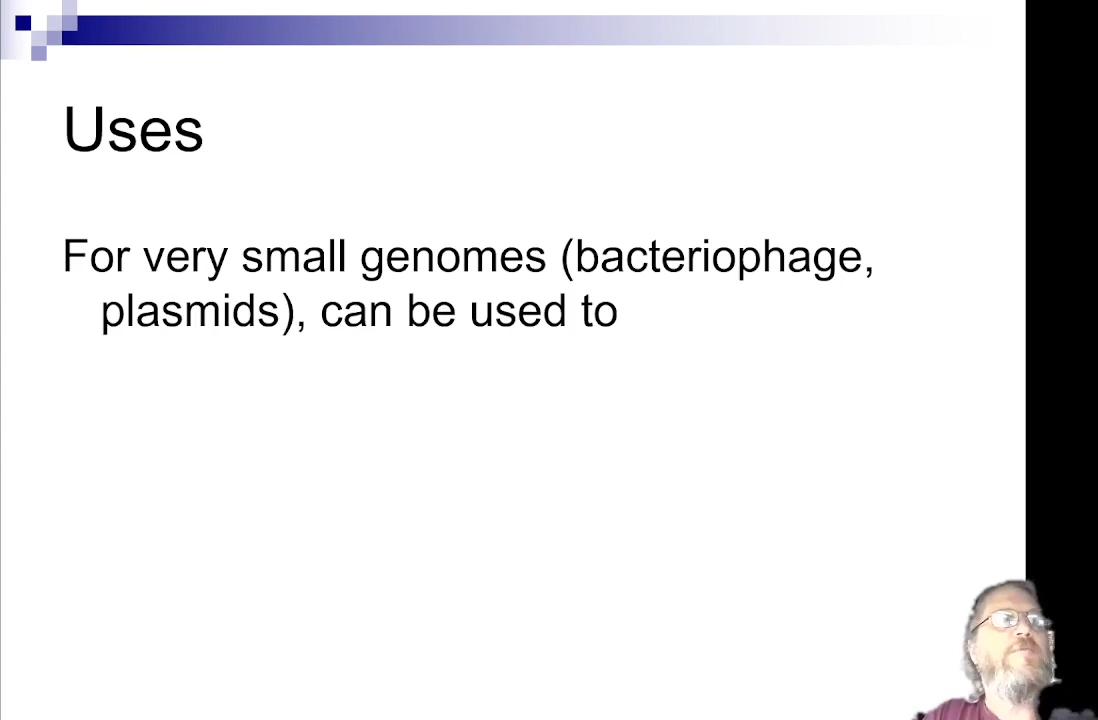 Uses
For very small genomes (bacteriophage,
plasmids), can be used to